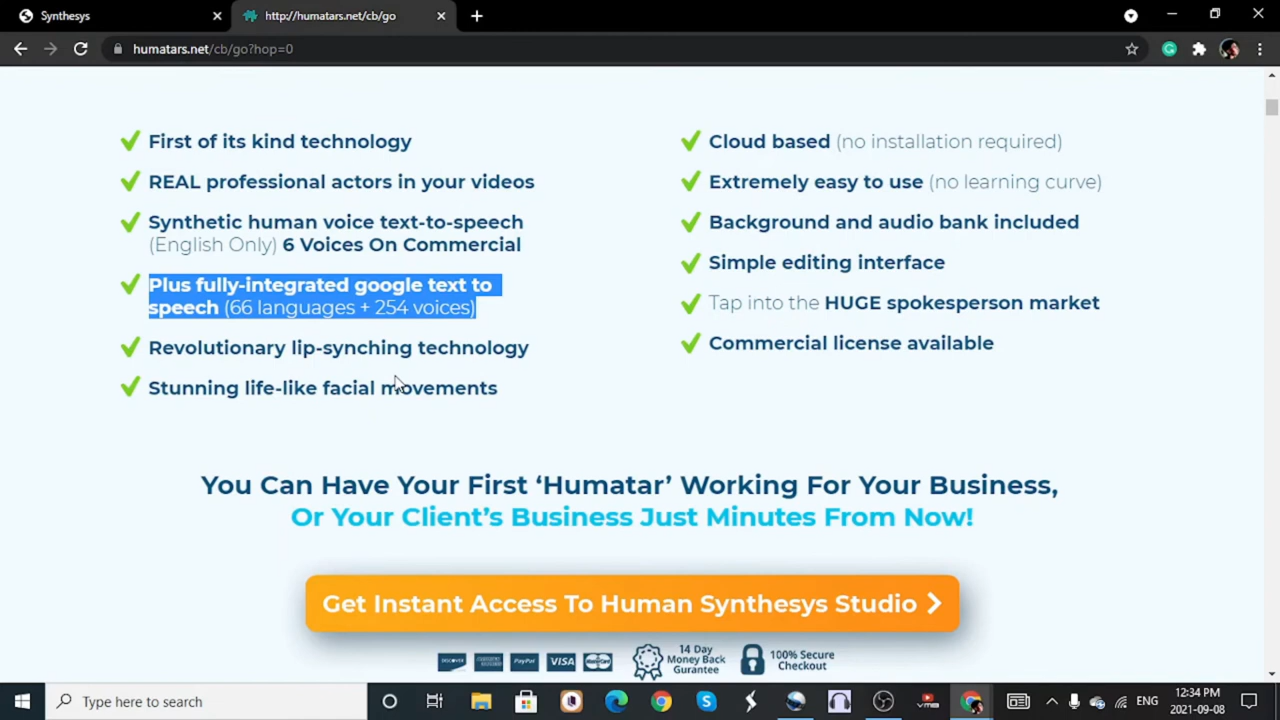 Synthesys
http://humatars.net/cb/go
humatars.net/cb/go?hop=0
First of its kind technology
REAL professional actors in your videos
Synthetic human voice text-to-speech
(English Only) 6 Voices On Commercial
Plus fully-integrated google text to
speech (66 languages + 254 voices)
Revolutionary lip-synching technology
Stunning life-like facial movements
Cloud based (no installation required)
Extremely easy to use (no learning curve)
Background and audio bank included
Simple editing interface
Tap into the HUGE spokesperson market
Commercial license available
You Can Have Your First ‘Humatar’ Working For Your Business,
Or Your Client’s Business Just Minutes From Now!
Get Instant Access To Human Synthesys Studio
DISCOVER
PayPal
VISA
MasterCard
14 Day
Money Back
Gurantee
100% Secure
Checkout
Type here to search
ENG
12:34 PM
2021-09-08